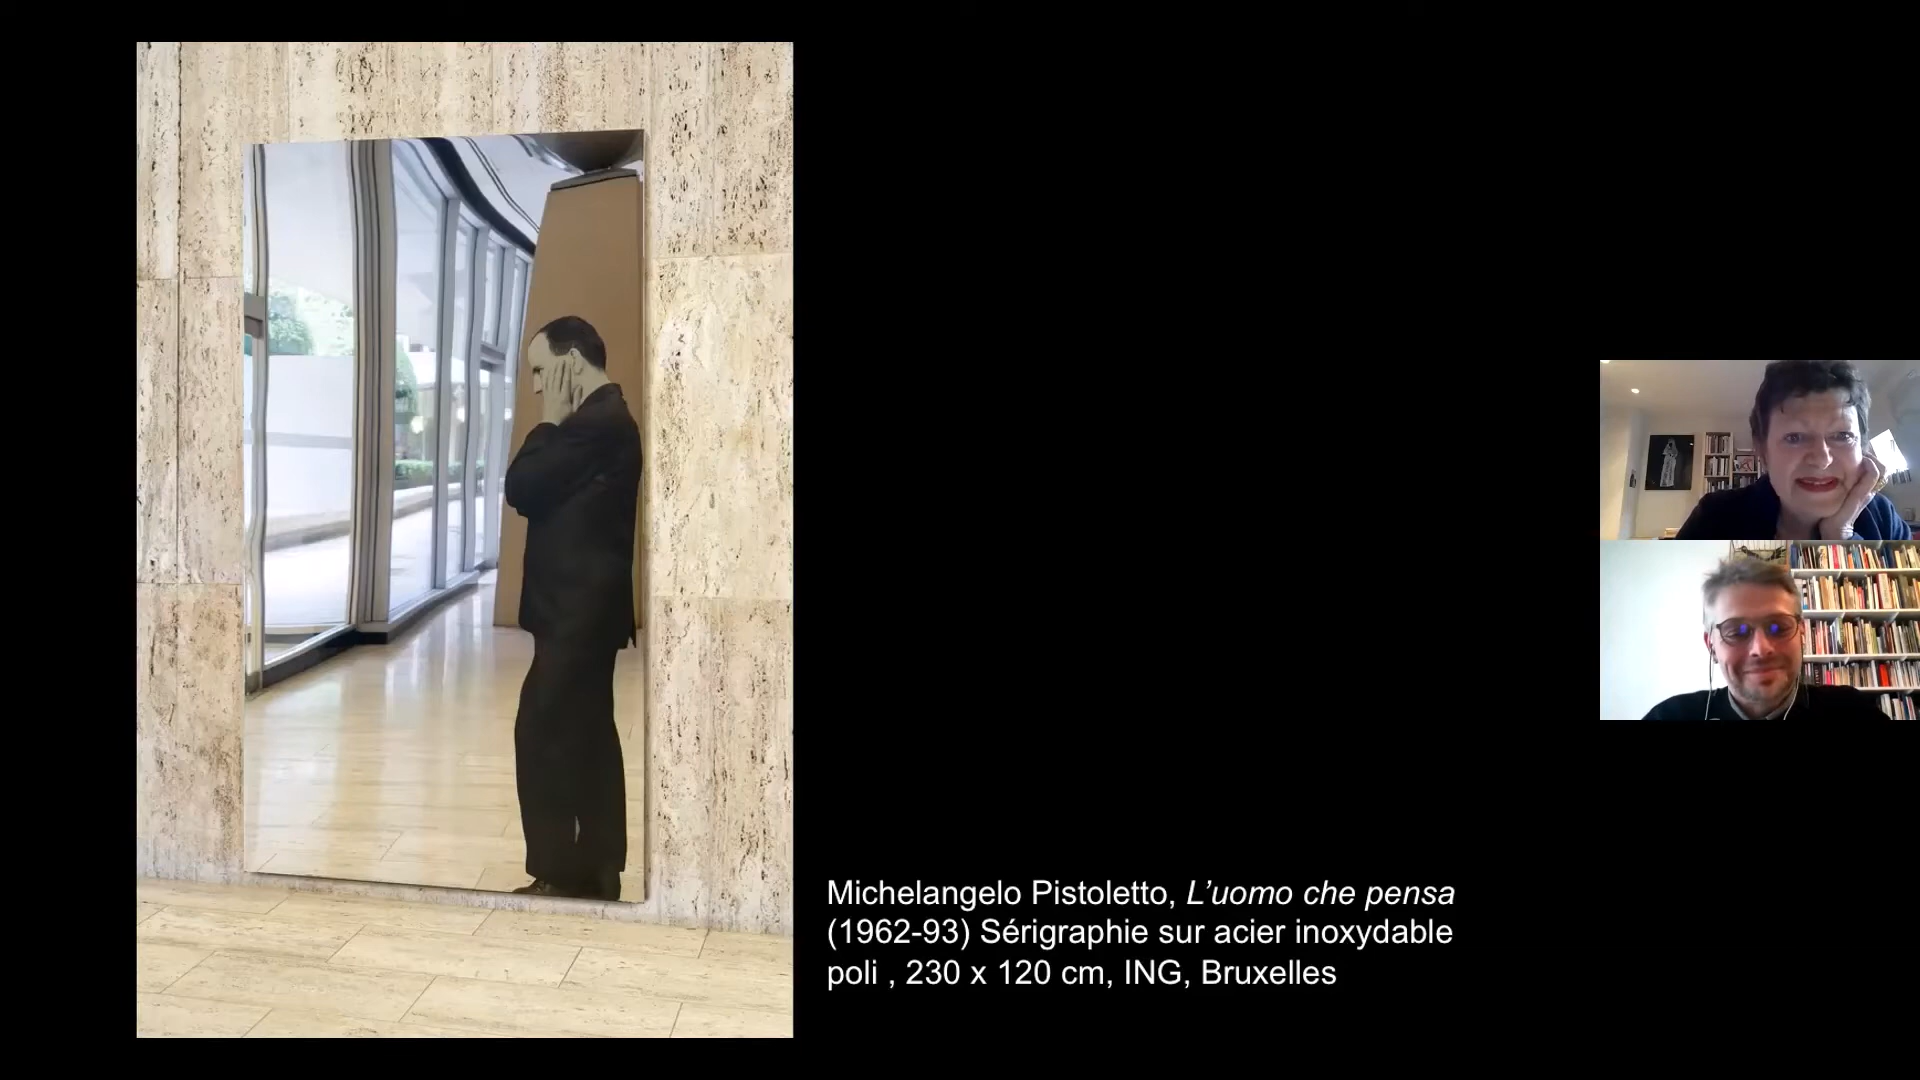 Michelangelo Pistoletto, L’uomo che pensa
(1962-93) Sérigraphie sur acier inoxydable
poli , 230 x 120 cm, ING, Bruxelles